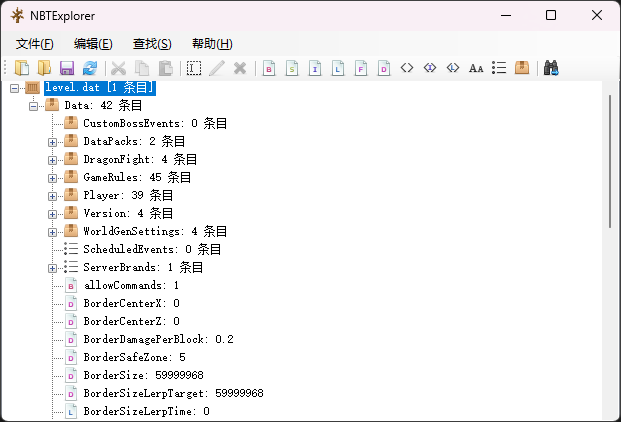 NBTExplorer
文件(F) 编辑(E) 查找(S) 帮助(H)
B S I L F D Aa
level.dat [1 条目]
Data: 42 条目
CustomBossEvents: 0 条目
DataPacks: 2 条目
DragonFight: 4 条目
GameRules: 45 条目
Player: 39 条目
Version: 4 条目
WorldGenSettings: 4 条目
ScheduledEvents: 0 条目
ServerBrands: 1 条目
B allowCommands: 1
D BorderCenterX: 0
D BorderCenterZ: 0
D BorderDamagePerBlock: 0.2
D BorderSafeZone: 5
D BorderSize: 59999968
D BorderSizeLerpTarget: 59999968
L BorderSizeLerpTime: 0